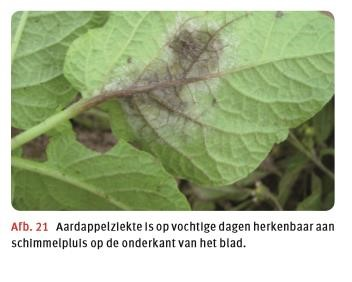 Afb. 21 Aardappelziekte is op vochtige dagen herkenbaar aan
schimmelpluis op de onderkant van het blad.